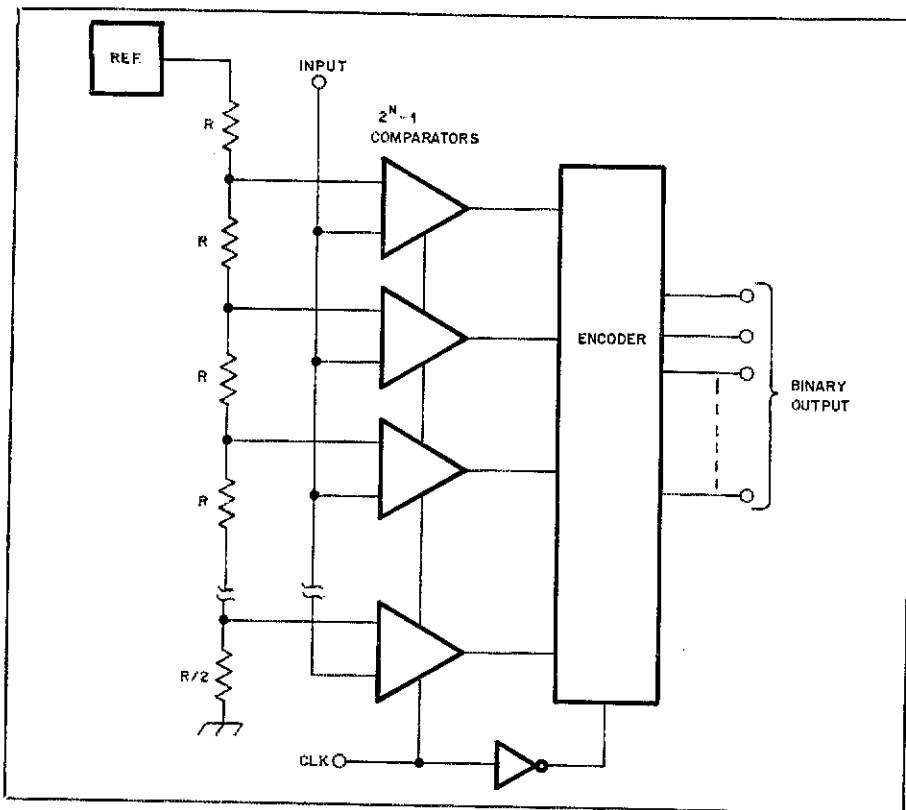 REF.
INPUT
2^N-1
COMPARATORS
R
R
R
R
R/2
ENCODER
BINARY
OUTPUT
CLK